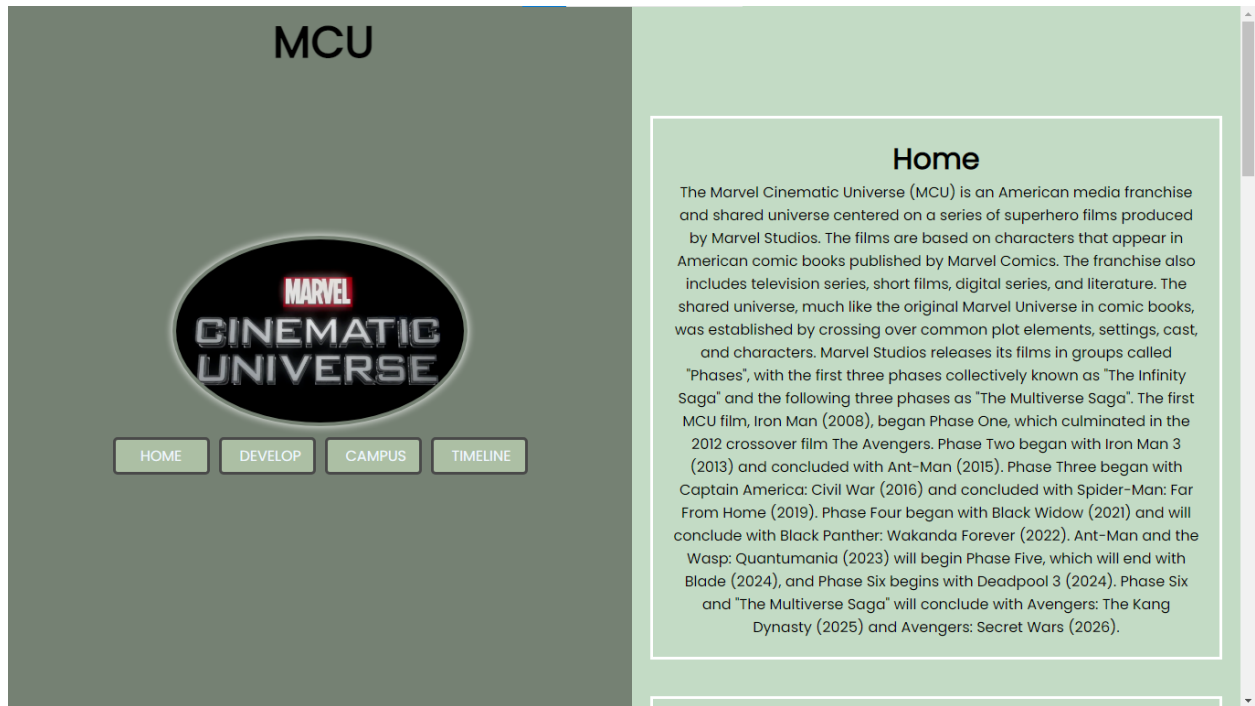 MCU
MARVEL
CINEMATIC
UNIVERSE
HOME
DEVELOP
CAMPUS
TIMELINE
Home
The Marvel Cinematic Universe (MCU) is an American media franchise
and shared universe centered on a series of superhero films produced
by Marvel Studios. The films are based on characters that appear in
American comic books published by Marvel Comics. The franchise also
includes television series, short films, digital series, and literature. The
shared universe, much like the original Marvel Universe in comic books,
was established by crossing over common plot elements, settings, cast,
and characters. Marvel Studios releases its films in groups called
"Phases", with the first three phases collectively known as "The Infinity
Saga" and the following three phases as "The Multiverse Saga". The first
MCU film, Iron Man (2008), began Phase One, which culminated in the
2012 crossover film The Avengers. Phase Two began with Iron Man 3
(2013) and concluded with Ant-Man (2015). Phase Three began with
Captain America: Civil War (2016) and concluded with Spider-Man: Far
From Home (2019). Phase Four began with Black Widow (2021) and will
conclude with Black Panther: Wakanda Forever (2022). Ant-Man and the
Wasp: Quantumania (2023) will begin Phase Five, which will end with
Blade (2024), and Phase Six begins with Deadpool 3 (2024). Phase Six
and "The Multiverse Saga" will conclude with Avengers: The Kang
Dynasty (2025) and Avengers: Secret Wars (2026).